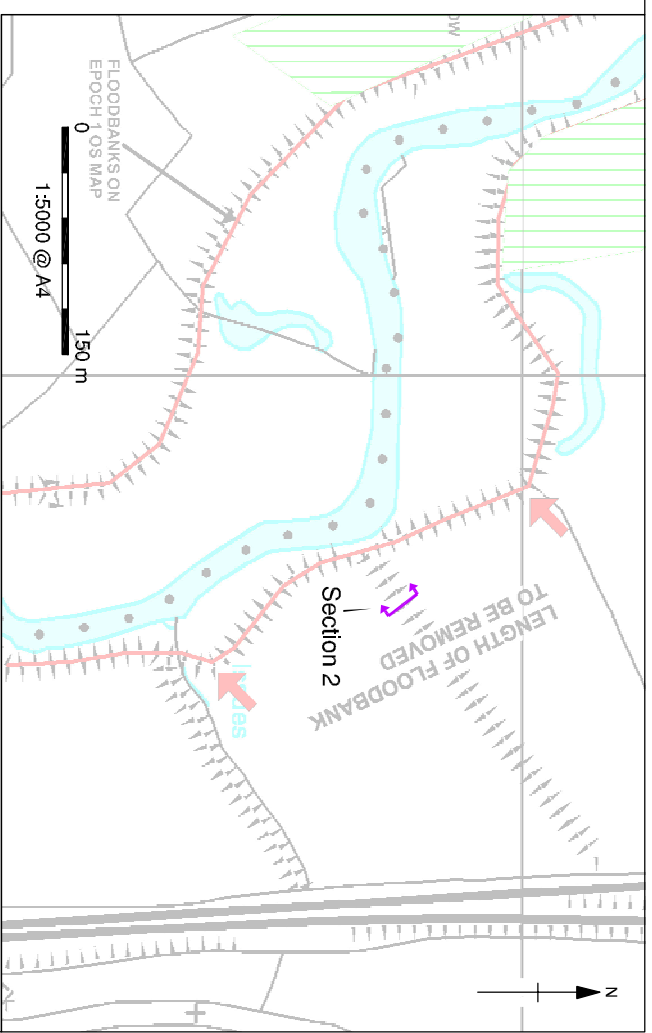 FLOODBANKS ON
EPOCH 1 OS MAP
0
150 m
1:5000 @ A4
Section 2
LENGTH OF FLOODBANK
TO BE REMOVED
N